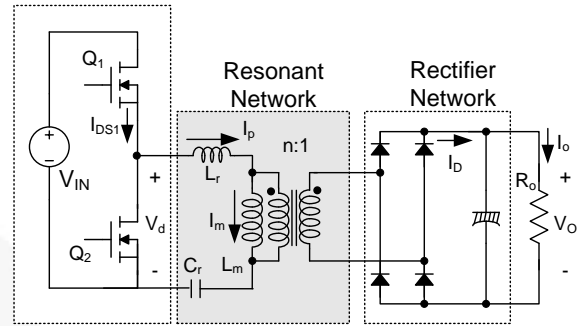 Q1
IDS1
VIN
+
Vd
-
Q2
Resonant
Network
Ip
Lr
n:1
Im
Lm
Cr
Rectifier
Network
ID
Io
Ro
+
VO
-